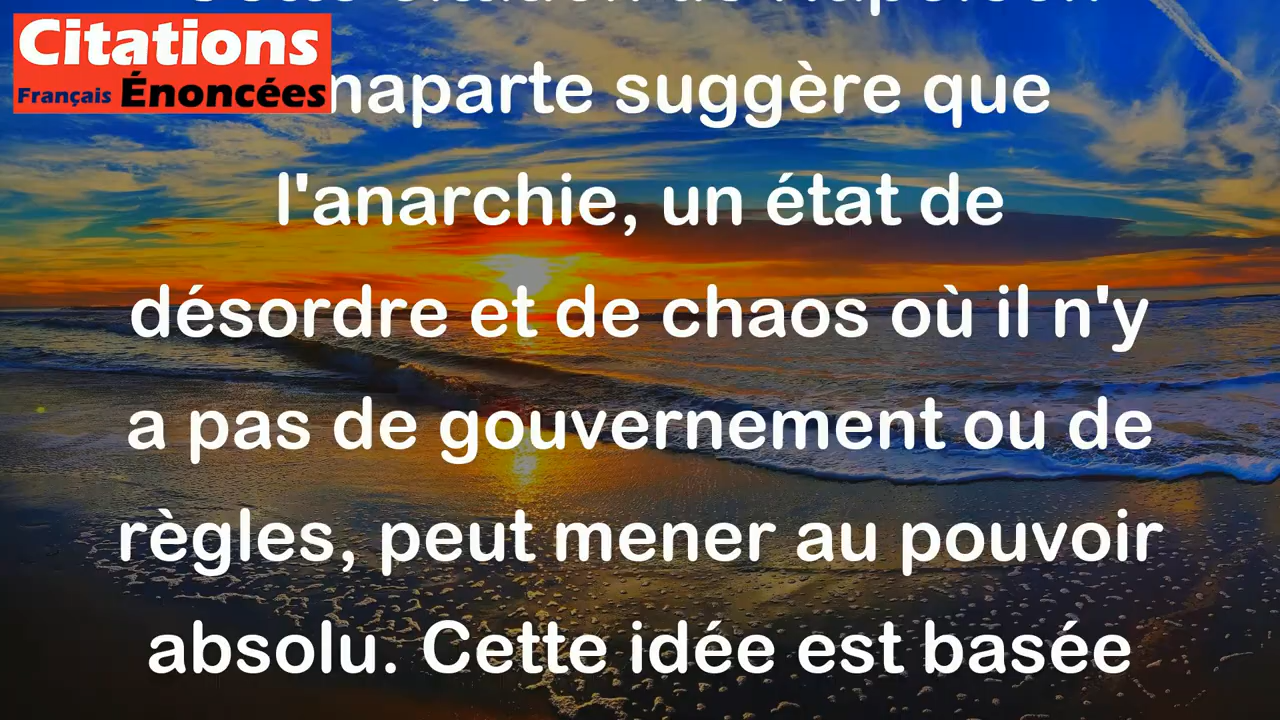 Citations
Français Énoncées
naparte suggère que
l'anarchie, un état de
désordre et de chaos où il n'y
a pas de gouvernement ou de
règles, peut mener au pouvoir
absolu. Cette idée est basée